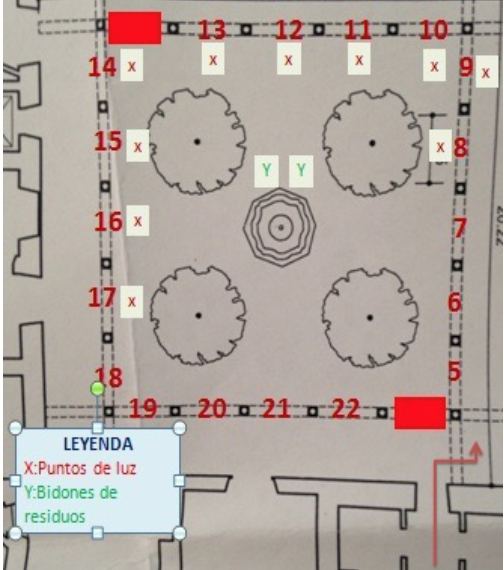 13 12 11 10
14 x x x x x 9 x
15 x x 8
Y Y
16 x 7
17 x 6
18 5
19 20 21 22
LEYENDA
X:Puntos de luz
Y:Bidones de
residuos